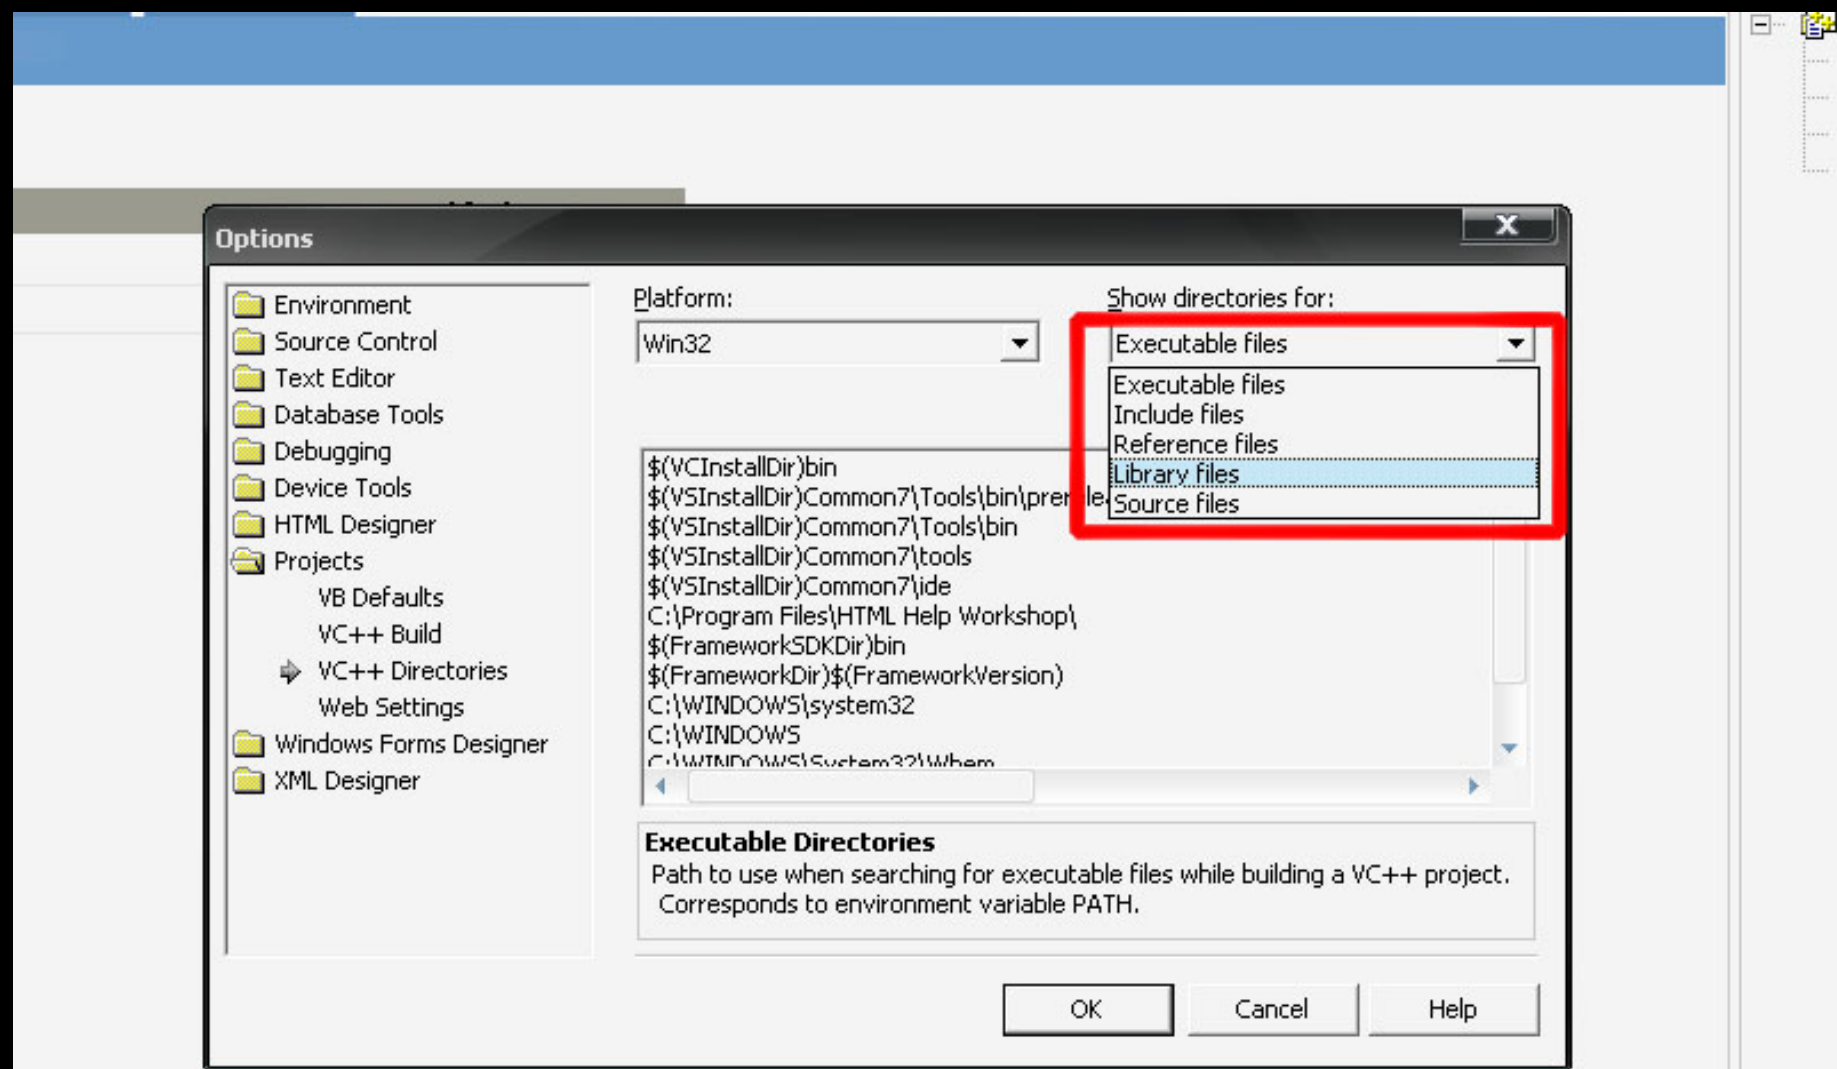 Options
Environment
Source Control
Text Editor
Database Tools
Debugging
Device Tools
HTML Designer
Projects
VB Defaults
VC++ Build
VC++ Directories
Web Settings
Windows Forms Designer
XML Designer
Platform:
Win32
Show directories for:
Executable files
Executable files
Include files
Reference files
Library files
Source files
$(VCInstallDir)bin
$(VSInstallDir)Common7\Tools\bin\prer
$(VSInstallDir)Common7\Tools\bin
$(VSInstallDir)Common7\tools
$(VSInstallDir)Common7\ide
C:\Program Files\HTML Help Workshop\
$(FrameworkSDKDir)bin
$(FrameworkDir)$(FrameworkVersion)
C:\WINDOWS\system32
C:\WINDOWS
C:\WINDOWS\System32\Wbem
Executable Directories
Path to use when searching for executable files while building a VC++ project.
Corresponds to environment variable PATH.
OK
Cancel
Help